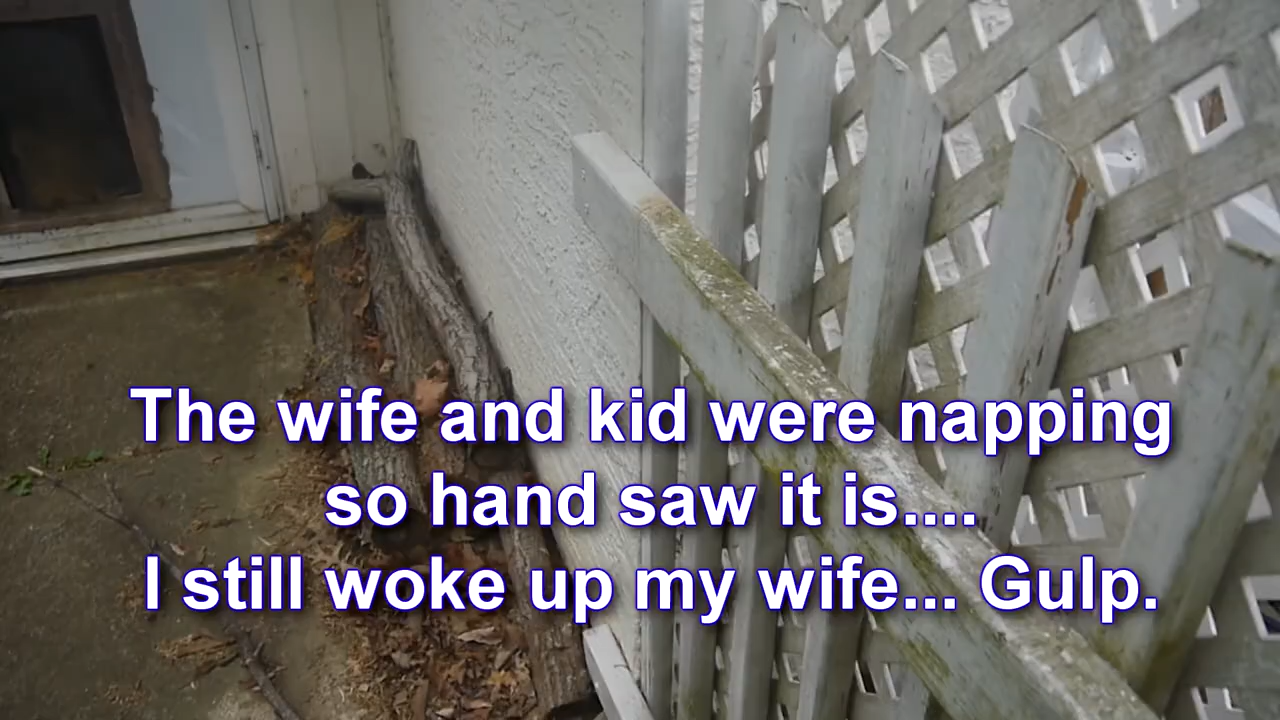 The wife and kid were napping
so hand saw it is....
I still woke up my wife... Gulp.